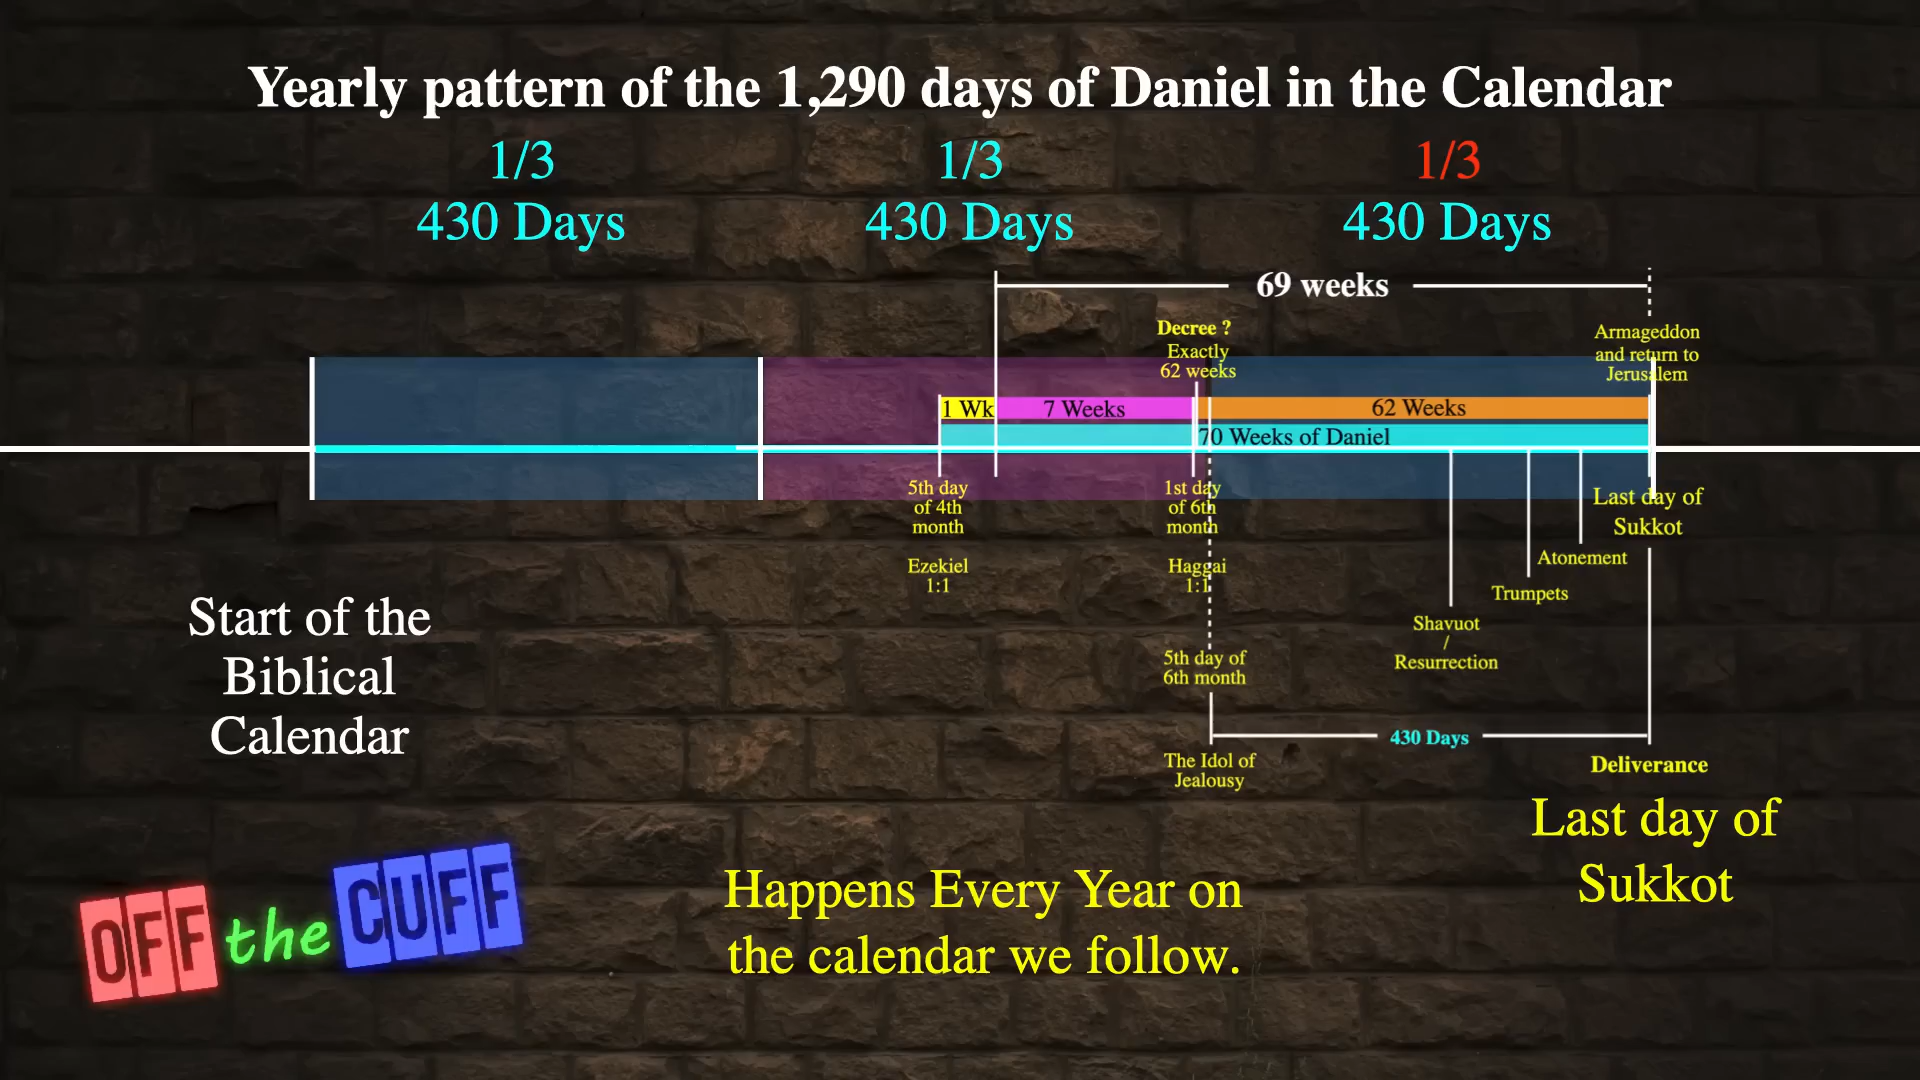 Yearly pattern of the 1,290 days of Daniel in the Calendar
1/3
430 Days
1/3
430 Days
1/3
430 Days
69 weeks
Decree ?
Exactly
62 weeks
Armageddon
and return to
Jerusalem
1 Wk
7 Weeks
62 Weeks
70 Weeks of Daniel
5th day
of 4th
month
Ezekiel
1:1
1st day
of 6th
month
Haggai
1:1
Last day of
Sukkot
Atonement
Trumpets
Shavuot
/
Resurrection
5th day of
6th month
430 Days
The Idol of
Jealousy
Deliverance
Last day of
Sukkot
Start of the
Biblical
Calendar
OFF the CUFF
Happens Every Year on
the calendar we follow.